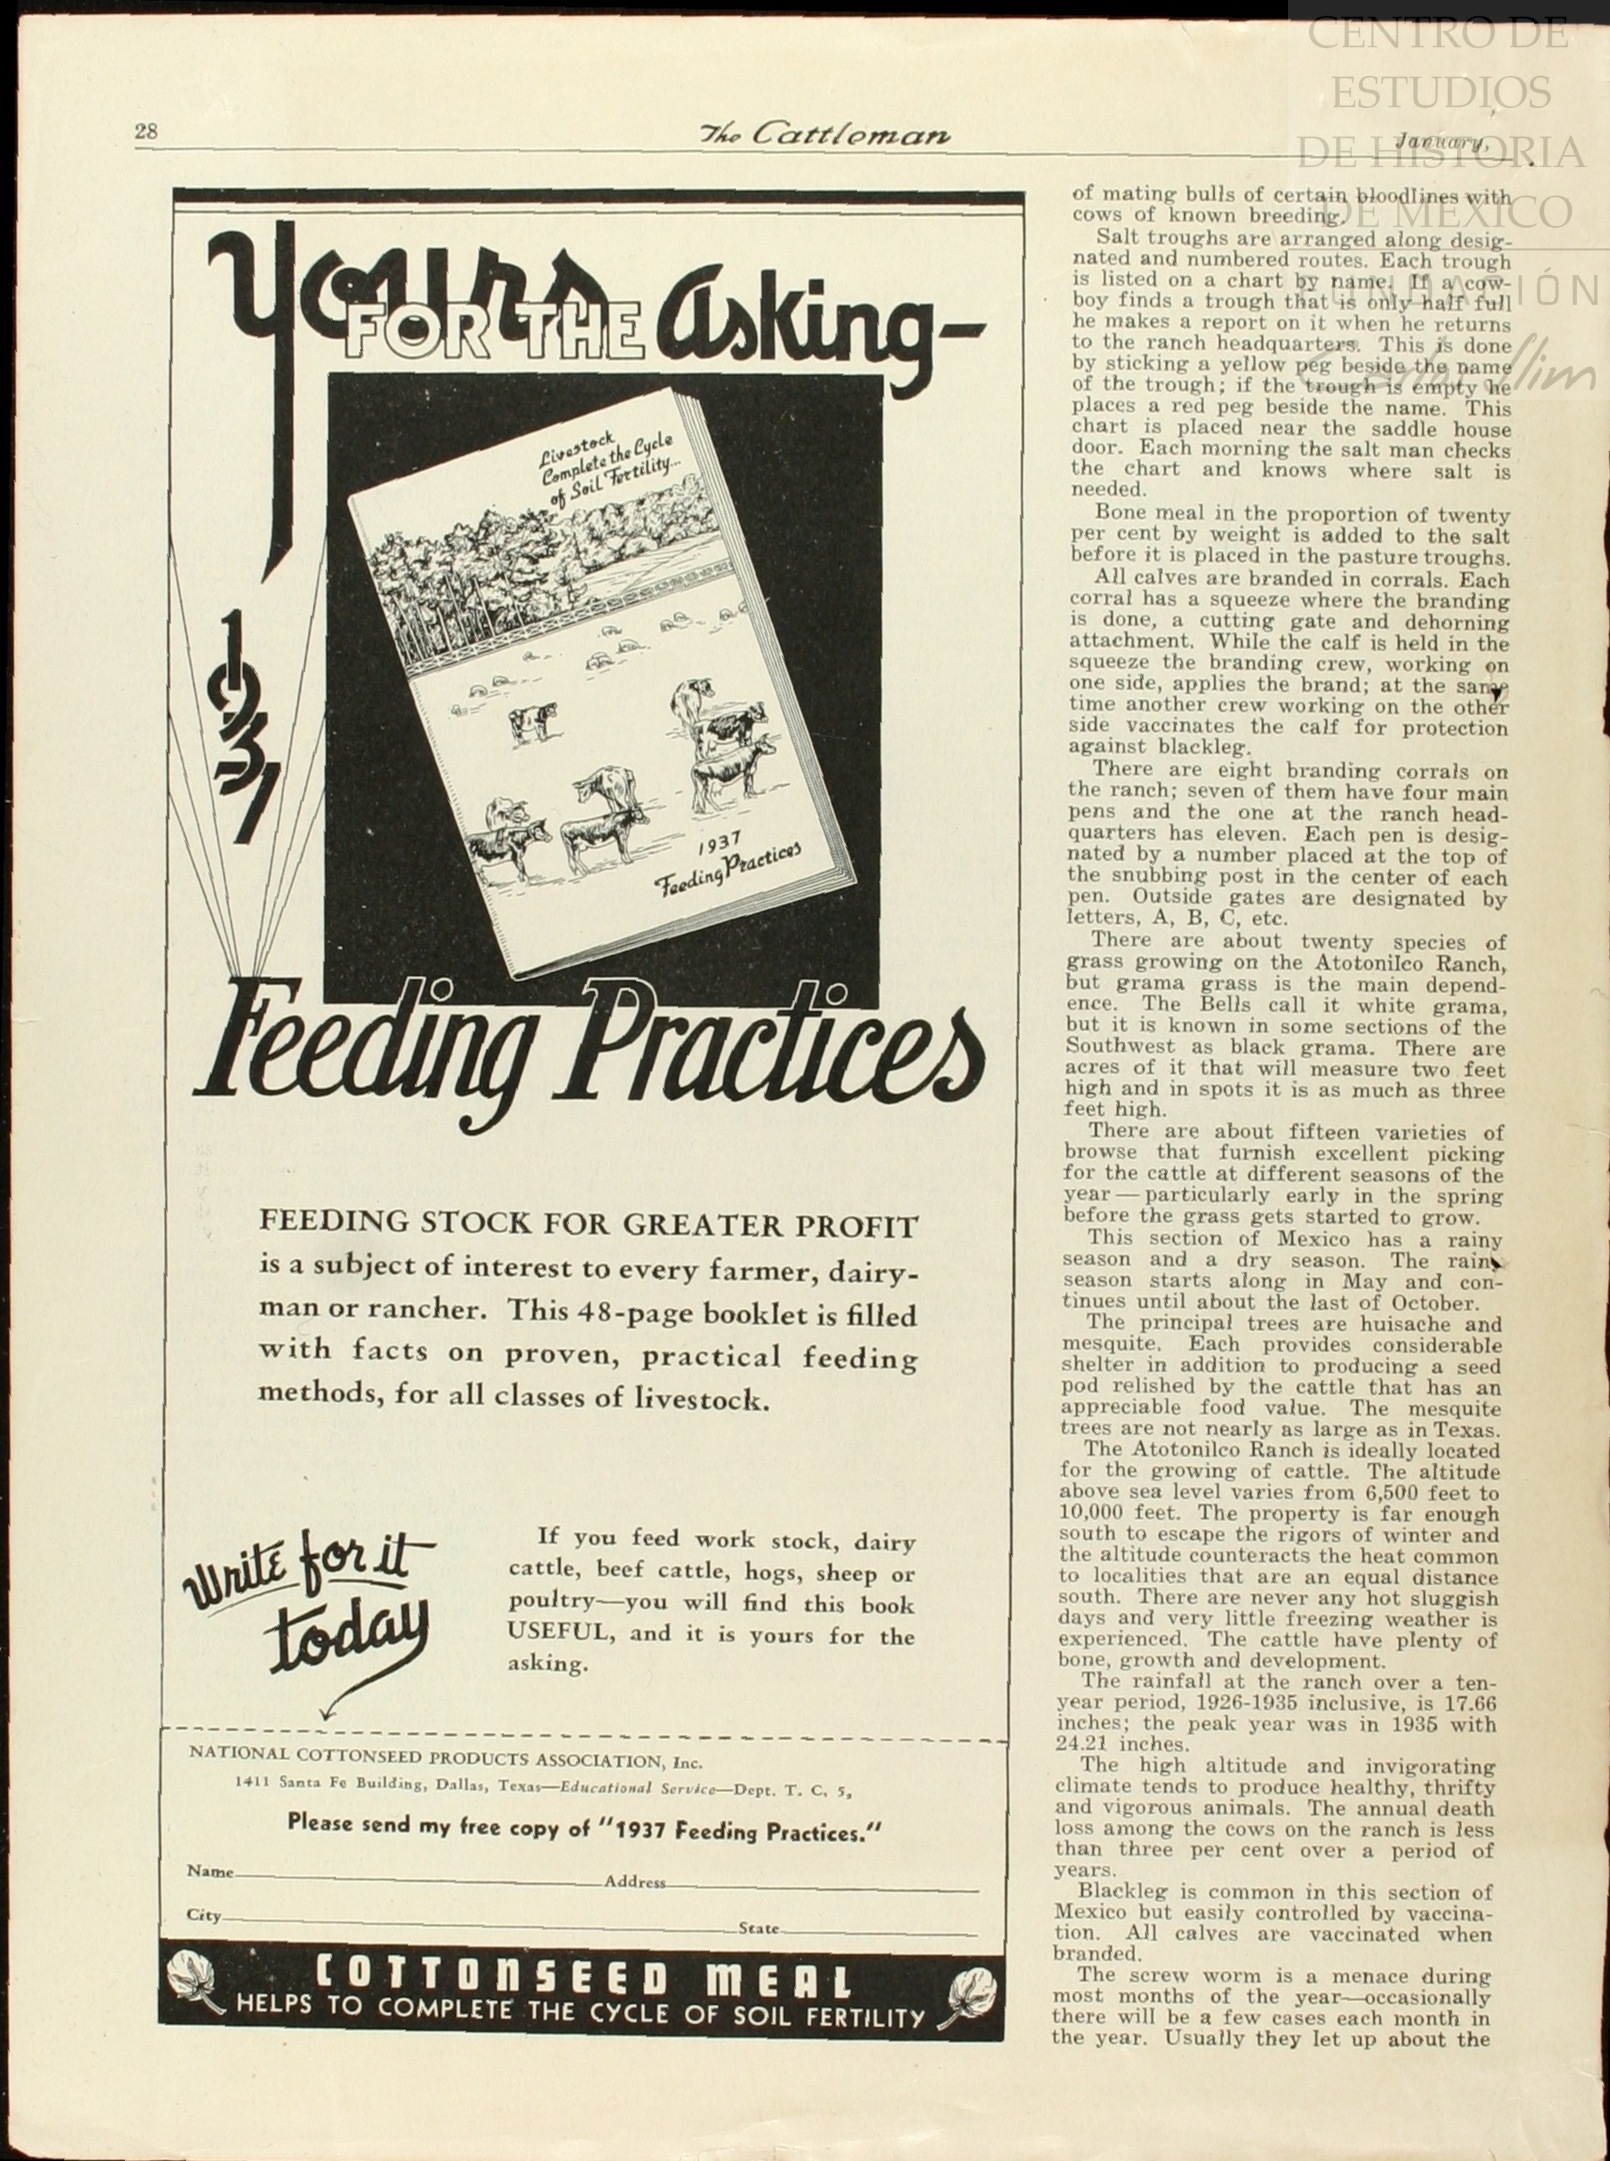 CENTRO DE
ESTUDIOS
DE HISTORIA
DE MEXICO
FUNDACIÓN
Carlos Slim
28
The Cattleman
January,
Yours
FOR THE Asking—
Livestock
Complete the Cycle
of Soil Fertility...
1937
1937
Feeding Practices
Feeding Practices
FEEDING STOCK FOR GREATER PROFIT
is a subject of interest to every farmer, dairy-
man or rancher. This 48-page booklet is filled
with facts on proven, practical feeding
methods, for all classes of livestock.
Write for it
today
If you feed work stock, dairy
cattle, beef cattle, hogs, sheep or
poultry—you will find this book
USEFUL, and it is yours for the
asking.
NATIONAL COTTONSEED PRODUCTS ASSOCIATION, Inc.
1411 Santa Fe Building, Dallas, Texas—Educational Service—Dept. T. C. 5,
Please send my free copy of "1937 Feeding Practices."
Name Address
City State
COTTONSEED MEAL
HELPS TO COMPLETE THE CYCLE OF SOIL FERTILITY
of mating bulls of certain bloodlines with
cows of known breeding.
Salt troughs are arranged along desig-
nated and numbered routes. Each trough
is listed on a chart by name. If a cow-
boy finds a trough that is only half full
he makes a report on it when he returns
to the ranch headquarters. This is done
by sticking a yellow peg beside the name
of the trough; if the trough is empty he
places a red peg beside the name. This
chart is placed near the saddle house
door. Each morning the salt man checks
the chart and knows where salt is
needed.
Bone meal in the proportion of twenty
per cent by weight is added to the salt
before it is placed in the pasture troughs.
All calves are branded in corrals. Each
corral has a squeeze where the branding
is done, a cutting gate and dehorning
attachment. While the calf is held in the
squeeze the branding crew, working on
one side, applies the brand; at the same
time another crew working on the other
side vaccinates the calf for protection
against blackleg.
There are eight branding corrals on
the ranch; seven of them have four main
pens and the one at the ranch head-
quarters has eleven. Each pen is desig-
nated by a number placed at the top of
the snubbing post in the center of each
pen. Outside gates are designated by
letters, A, B, C, etc.
There are about twenty species of
grass growing on the Atotonilco Ranch,
but grama grass is the main depend-
ence. The Bells call it white grama,
but it is known in some sections of the
Southwest as black grama. There are
acres of it that will measure two feet
high and in spots it is as much as three
feet high.
There are about fifteen varieties of
browse that furnish excellent picking
for the cattle at different seasons of the
year — particularly early in the spring
before the grass gets started to grow.
This section of Mexico has a rainy
season and a dry season. The rainy
season starts along in May and con-
tinues until about the last of October.
The principal trees are huisache and
mesquite. Each provides considerable
shelter in addition to producing a seed
pod relished by the cattle that has an
appreciable food value. The mesquite
trees are not nearly as large as in Texas.
The Atotonilco Ranch is ideally located
for the growing of cattle. The altitude
above sea level varies from 6,500 feet to
10,000 feet. The property is far enough
south to escape the rigors of winter and
the altitude counteracts the heat common
to localities that are an equal distance
south. There are never any hot sluggish
days and very little freezing weather is
experienced. The cattle have plenty of
bone, growth and development.
The rainfall at the ranch over a ten-
year period, 1926-1935 inclusive, is 17.66
inches; the peak year was in 1935 with
24.21 inches.
The high altitude and invigorating
climate tends to produce healthy, thrifty
and vigorous animals. The annual death
loss among the cows on the ranch is less
than three per cent over a period of
years.
Blackleg is common in this section of
Mexico but easily controlled by vaccina-
tion. All calves are vaccinated when
branded.
The screw worm is a menace during
most months of the year—occasionally
there will be a few cases each month in
the year. Usually they let up about the